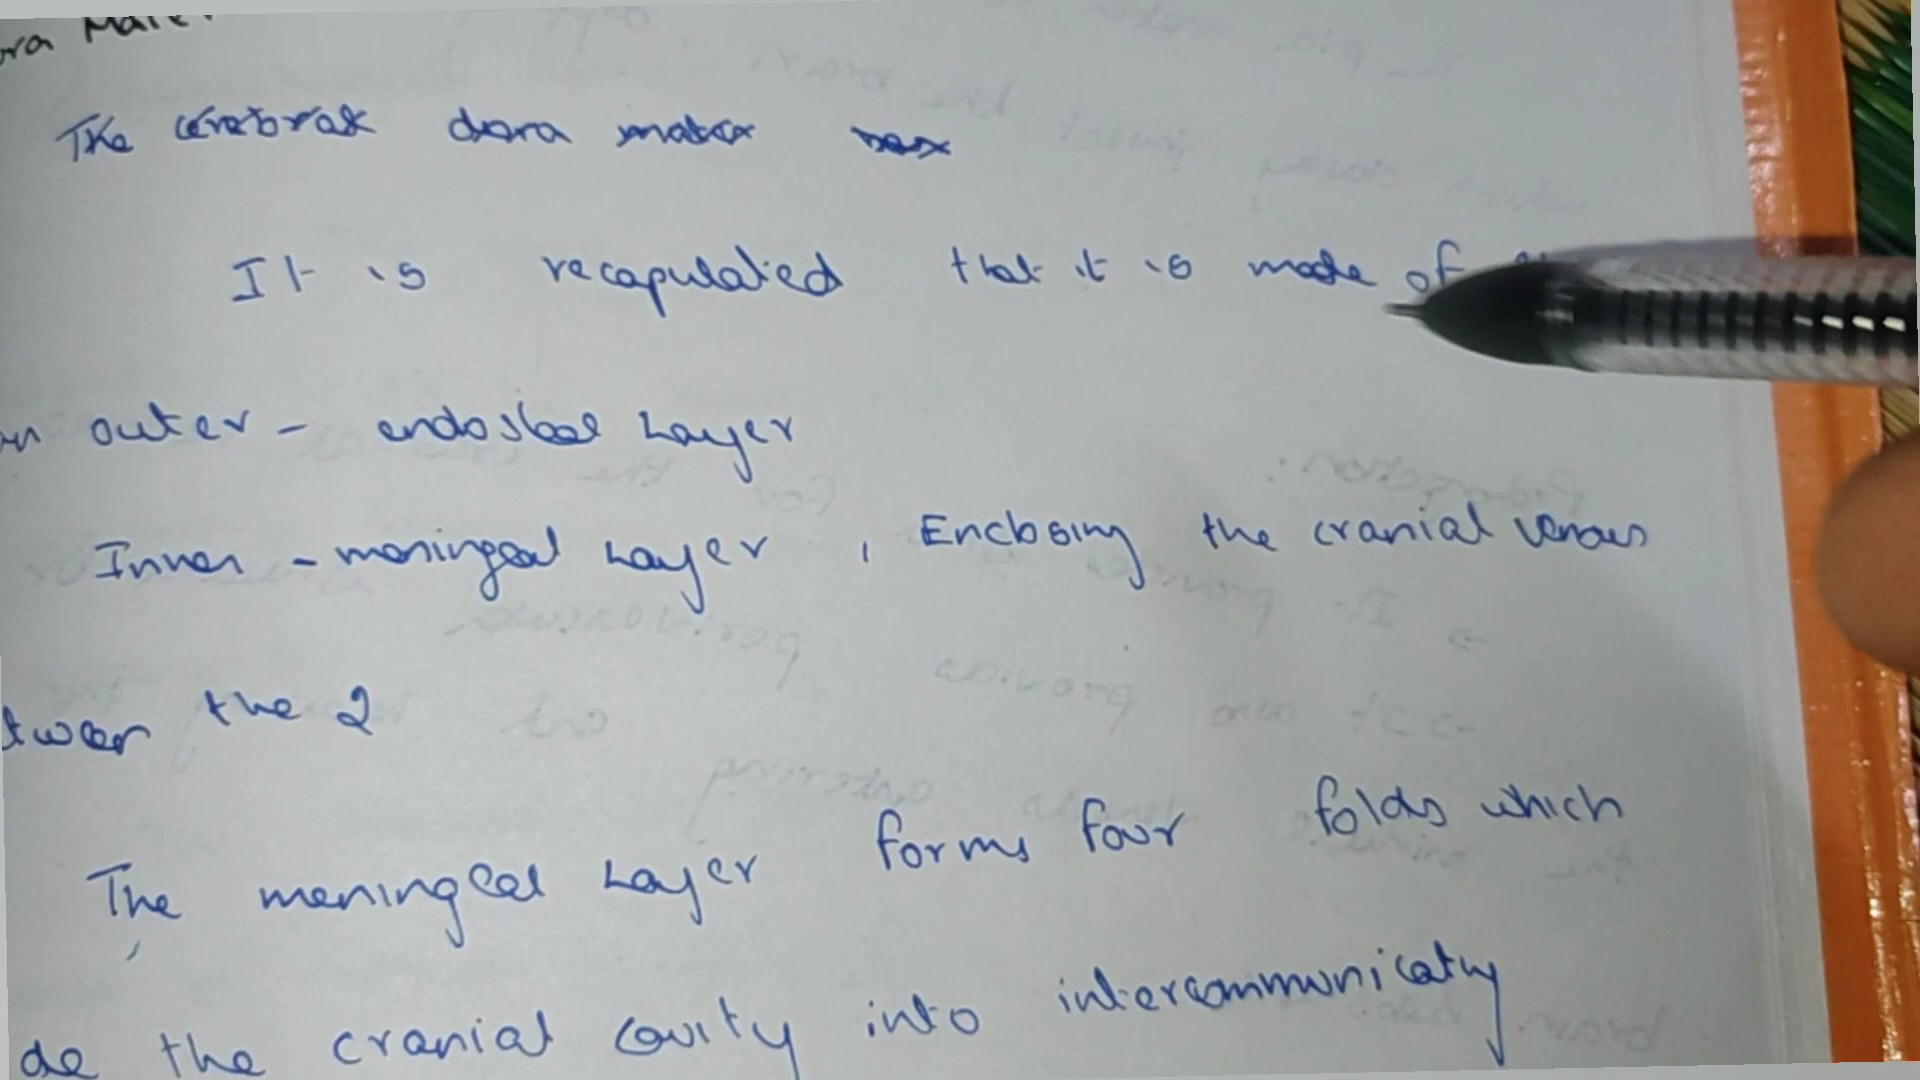 The cerebral dura mater
It is recapulated that it is made of
outer - endosteal Layer
Inner - meningeal Layer , Enclosing the cranial venous
the 2
The meningeal Layer forms four folds which
the cranial cavity into intercommunicaty